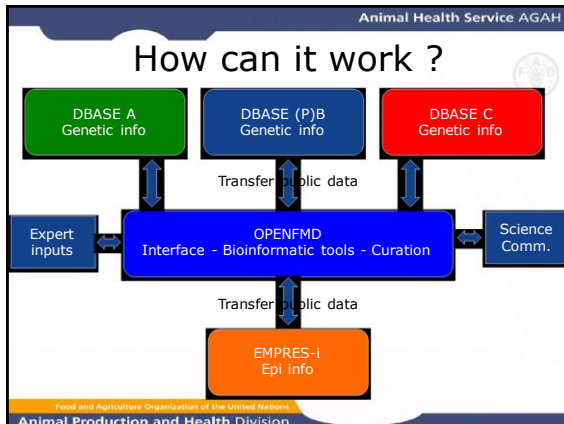 Animal Health Service AGAH
How can it work ?
DBASE A
Genetic info
DBASE (P)B
Genetic info
DBASE C
Genetic info
Transfer public data
Expert
inputs
OPENFMD
Interface - Bioinformatic tools - Curation
Science
Comm.
Transfer public data
EMPRES-i
Epi info
Food and Agriculture Organization of the United Nations
Animal Production and Health Division